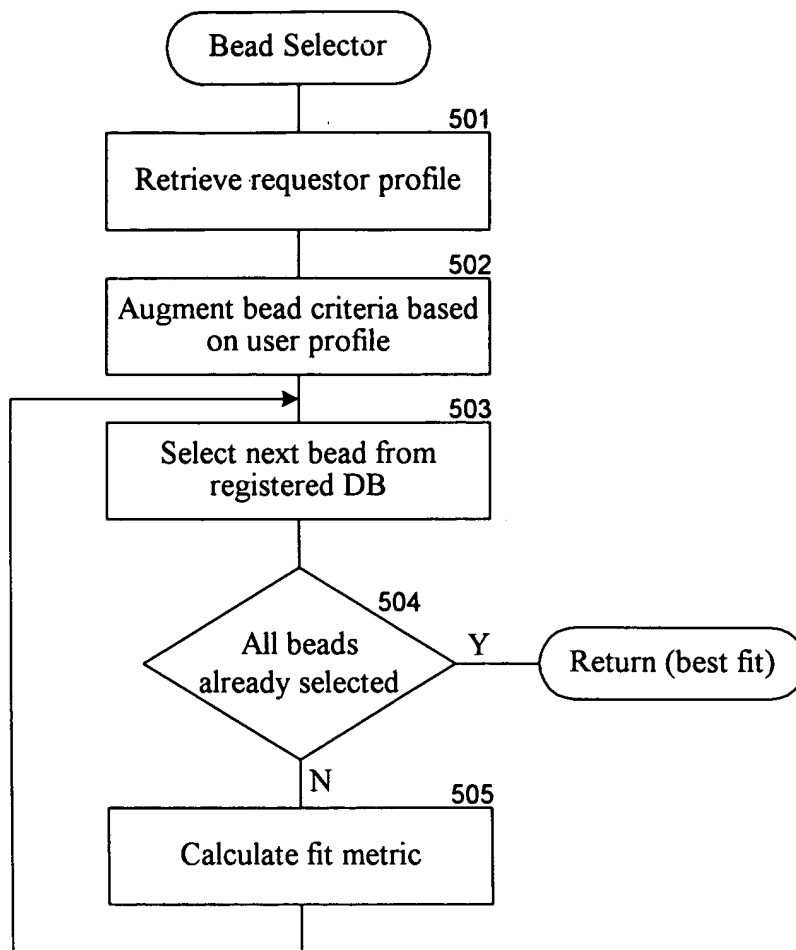 Bead Selector
501
Retrieve requestor profile
502
Augment bead criteria based
on user profile
503
Select next bead from
registered DB
504
All beads
already selected
Y
Return (best fit)
N
505
Calculate fit metric